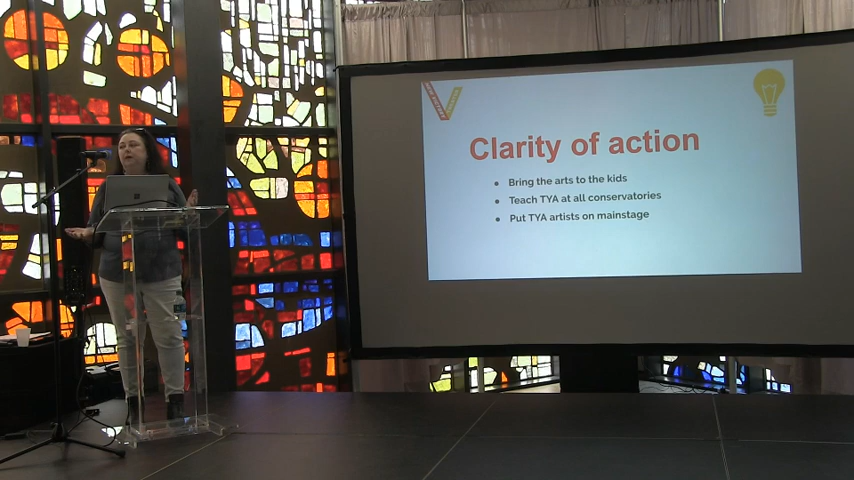 Clarity of action
● Bring the arts to the kids
● Teach TYA at all conservatories
● Put TYA artists on mainstage